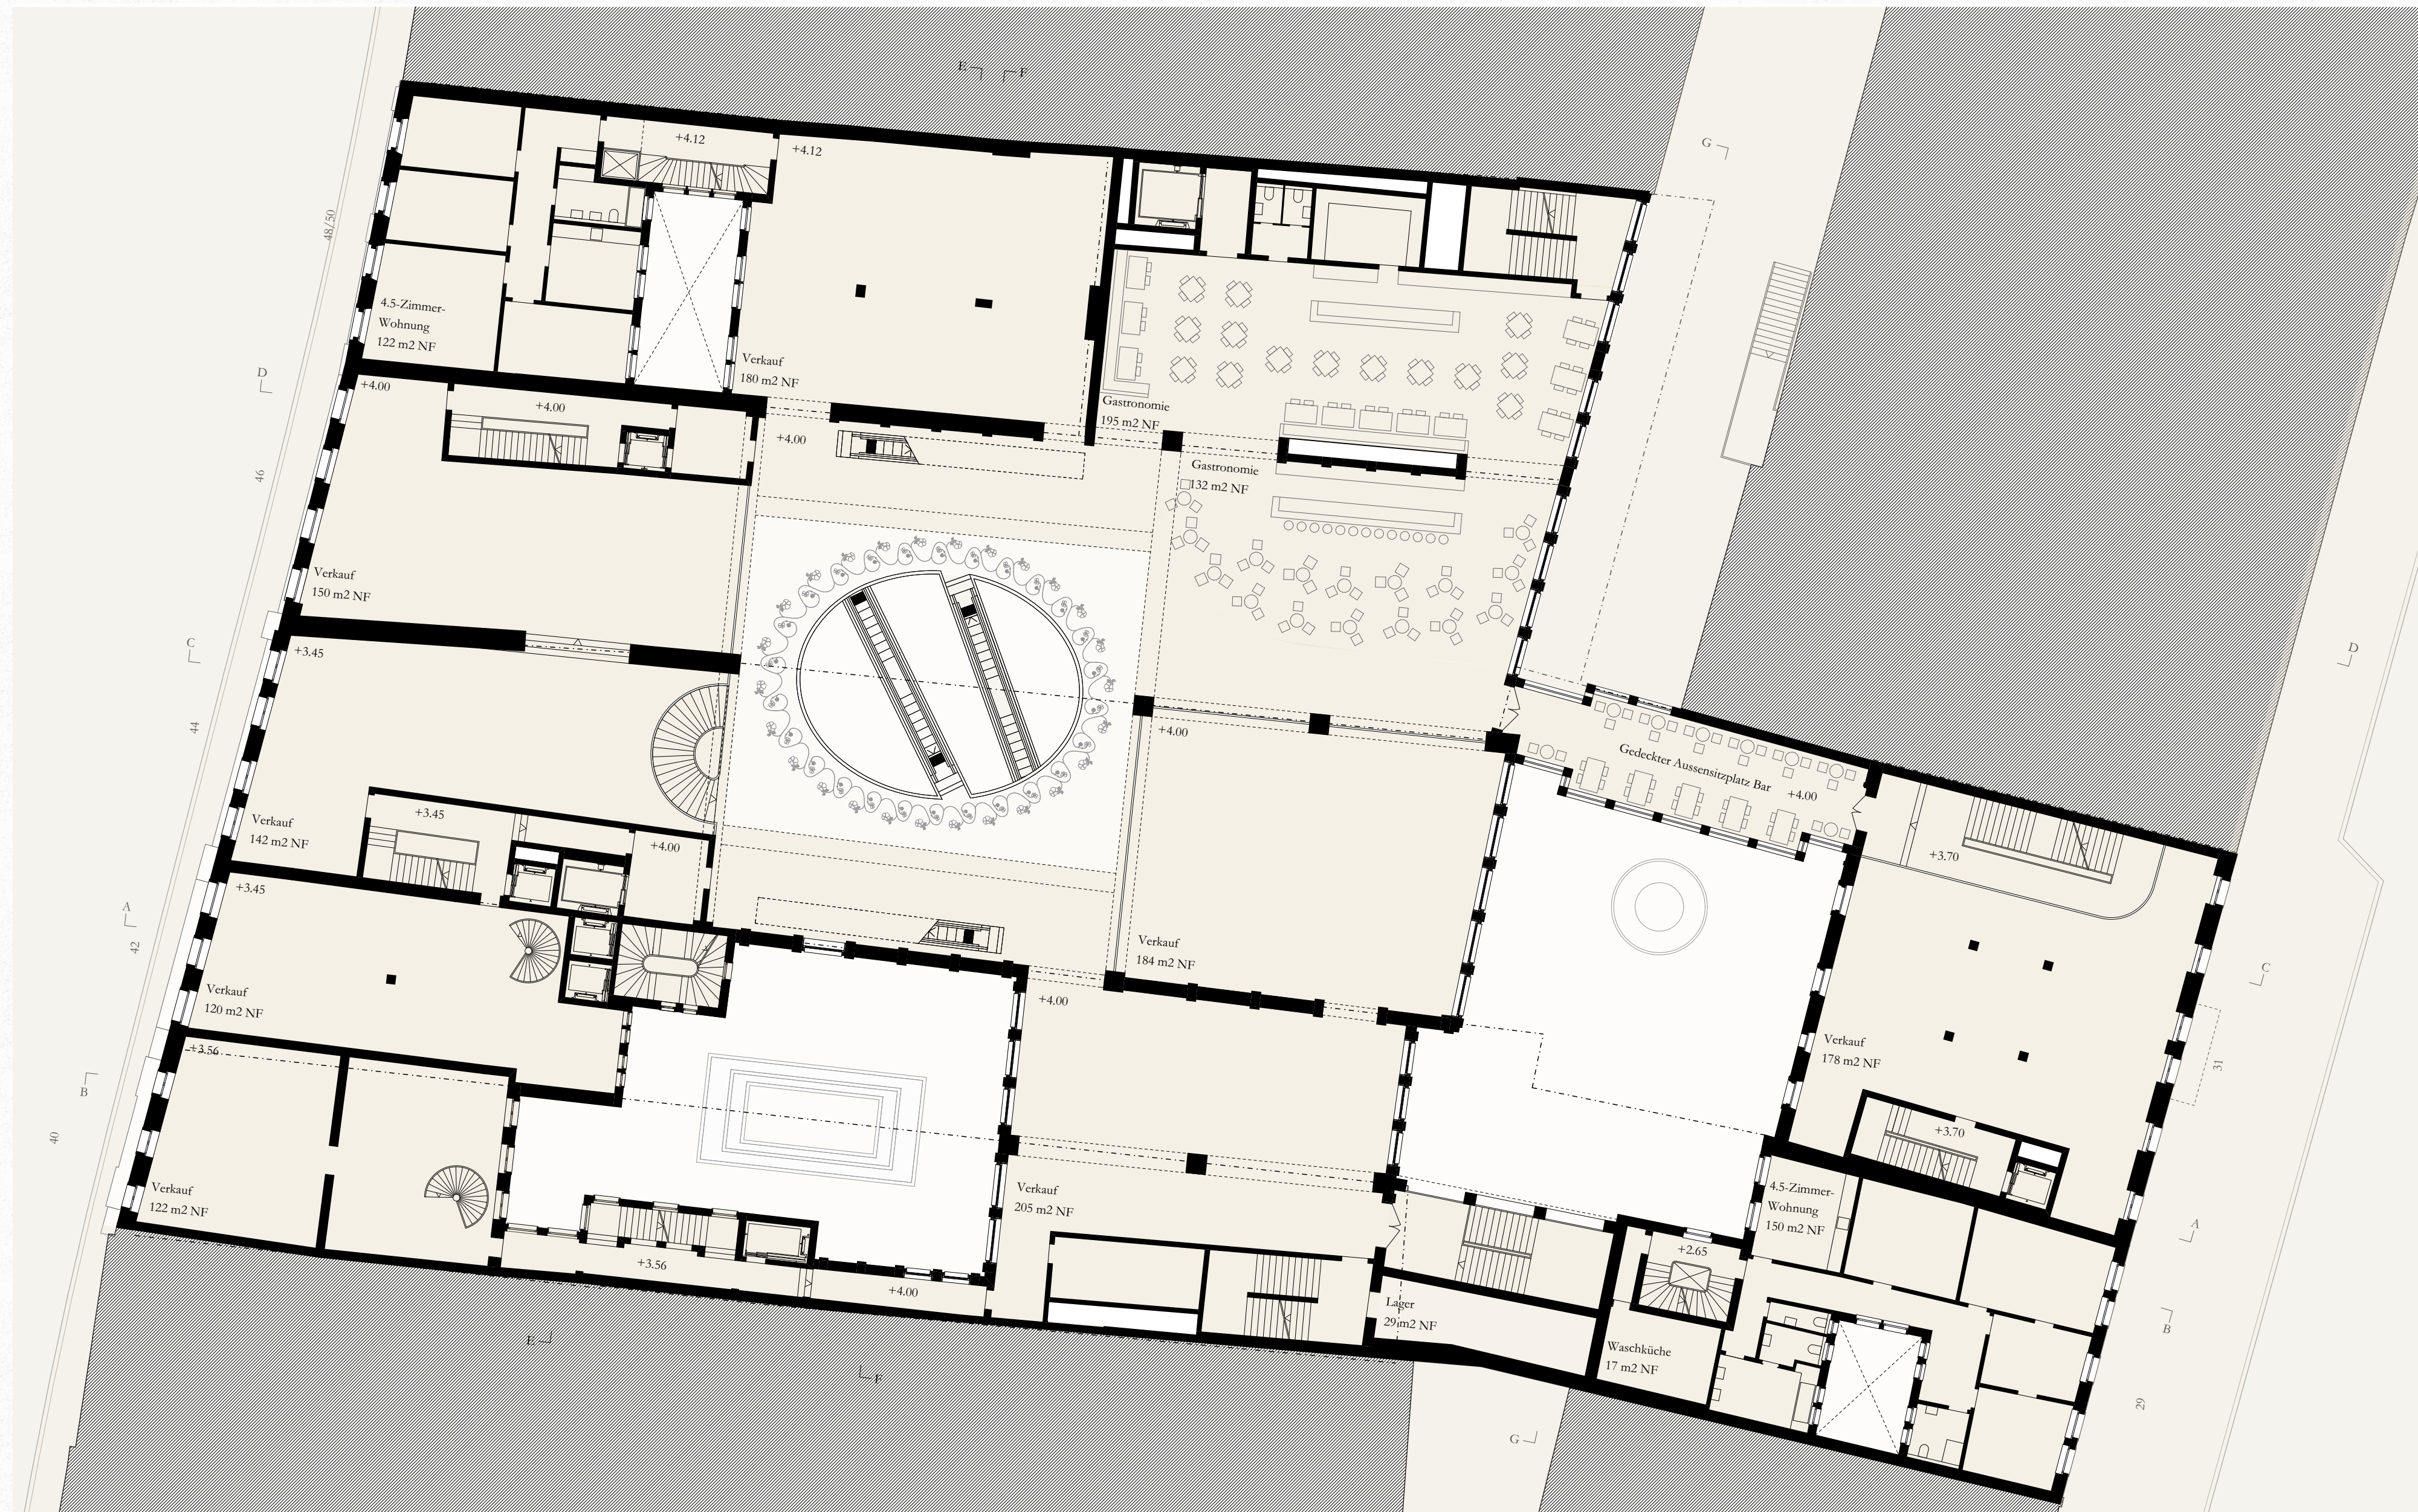 E
F
+4.12
+4.12
G
48/50
4.5-Zimmer-
Wohnung
122 m2 NF
Verkauf
180 m2 NF
D
+4.00
+4.00
+4.00
Gastronomie
195 m2 NF
Gastronomie
132 m2 NF
46
Verkauf
150 m2 NF
C
+3.45
D
44
+4.00
Gedeckter Aussensitzplatz Bar
+4.00
+3.45
Verkauf
142 m2 NF
+4.00
+3.70
+3.45
A
42
Verkauf
184 m2 NF
C
Verkauf
120 m2 NF
+4.00
+3.56
Verkauf
178 m2 NF
31
B
40
+3.70
Verkauf
122 m2 NF
Verkauf
205 m2 NF
4.5-Zimmer-
Wohnung
150 m2 NF
A
+2.65
+3.56
+4.00
Lager
29 m2 NF
B
E
Waschküche
17 m2 NF
F
29
G